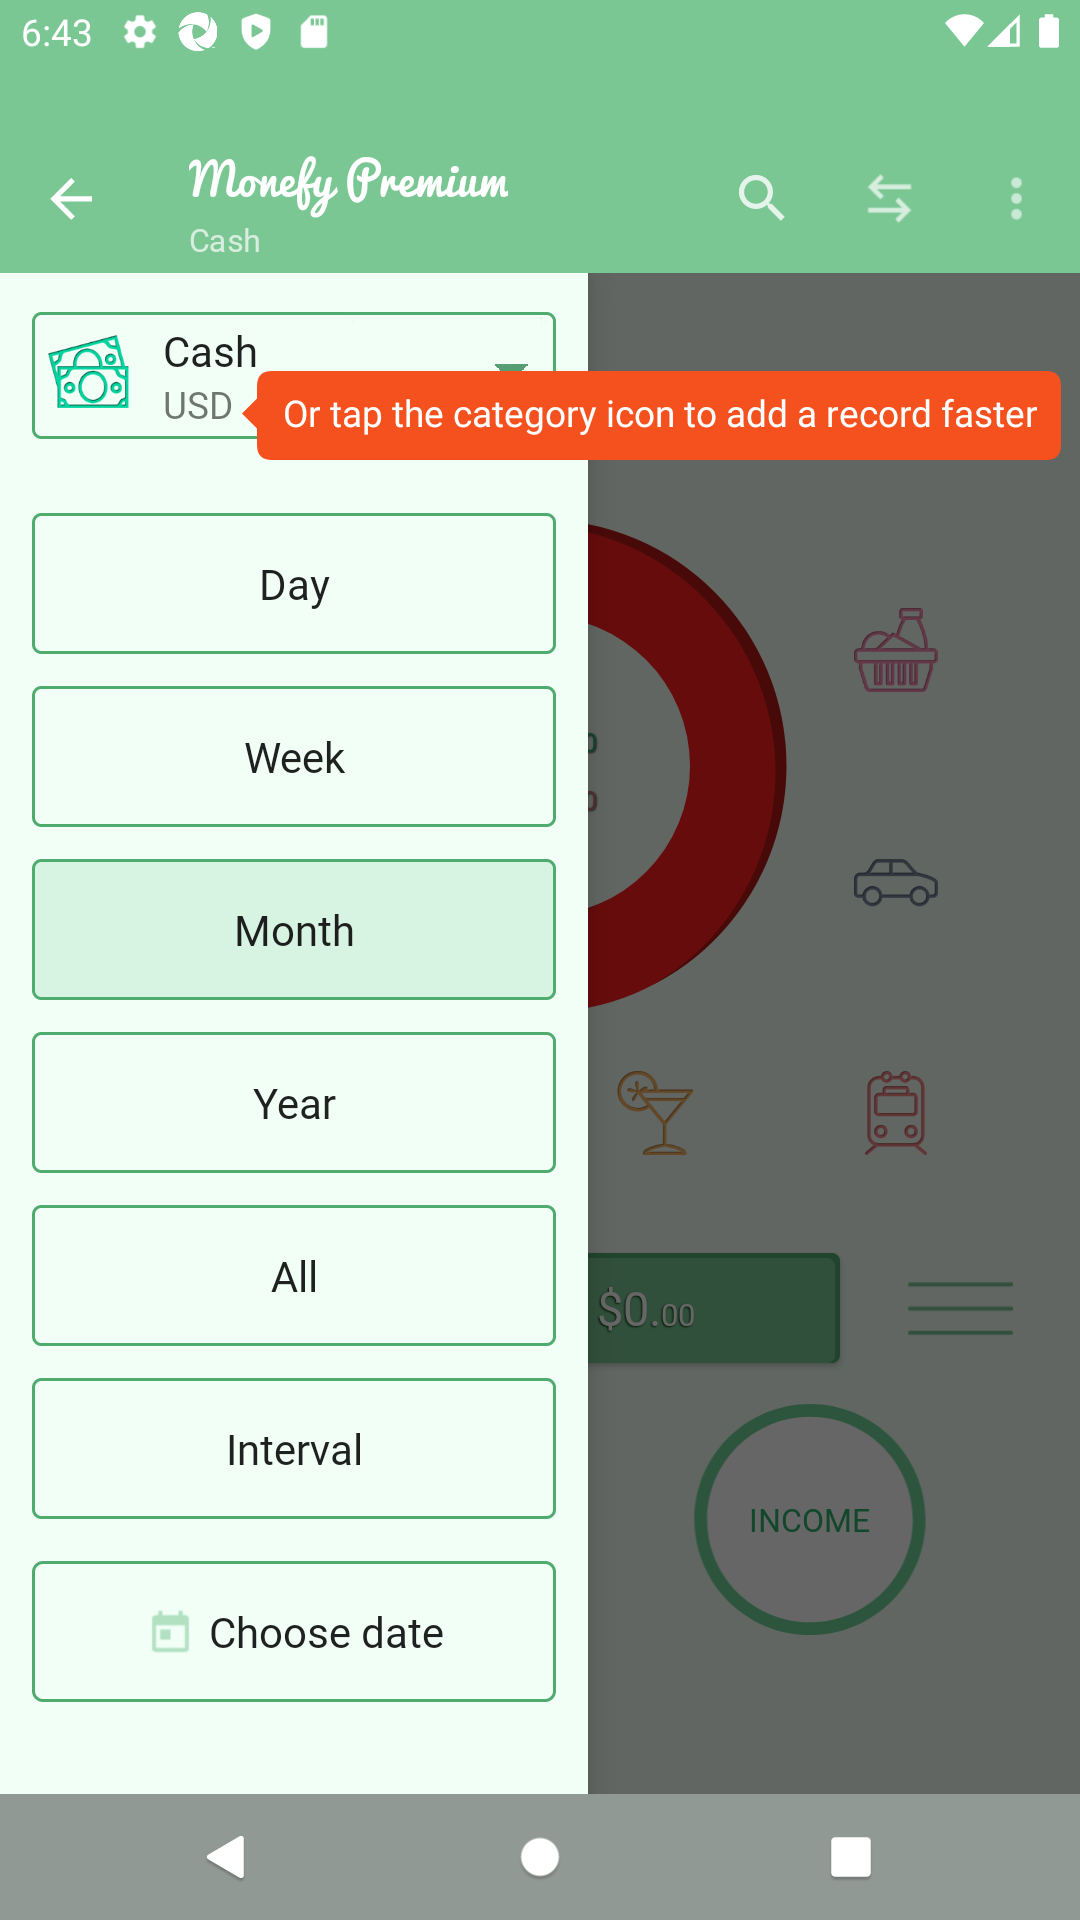 6:43
Monefy Premium
Cash
Cash
USD
Or tap the category icon to add a record faster
Day
Week
Month
Year
All
$0.00
Interval
INCOME
Choose date